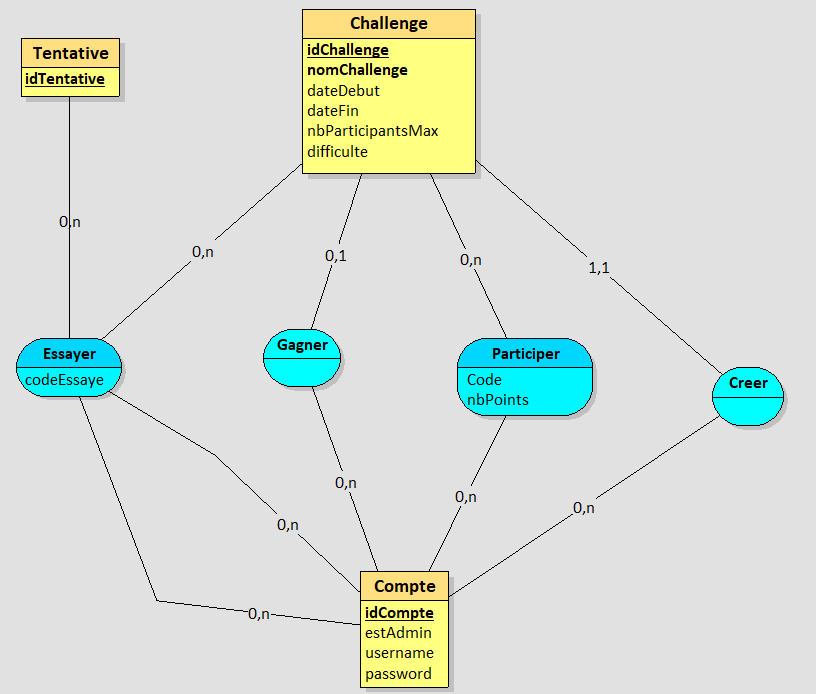 Challenge
idChallenge
nomChallenge
dateDebut
dateFin
nbParticipantsMax
difficulte
Tentative
idTentative
0,n
0,n
0,1
0,n
1,1
Essayer
codeEssaye
Gagner
Participer
Code
nbPoints
Creer
0,n
0,n
0,n
0,n
0,n
Compte
idCompte
estAdmin
username
password